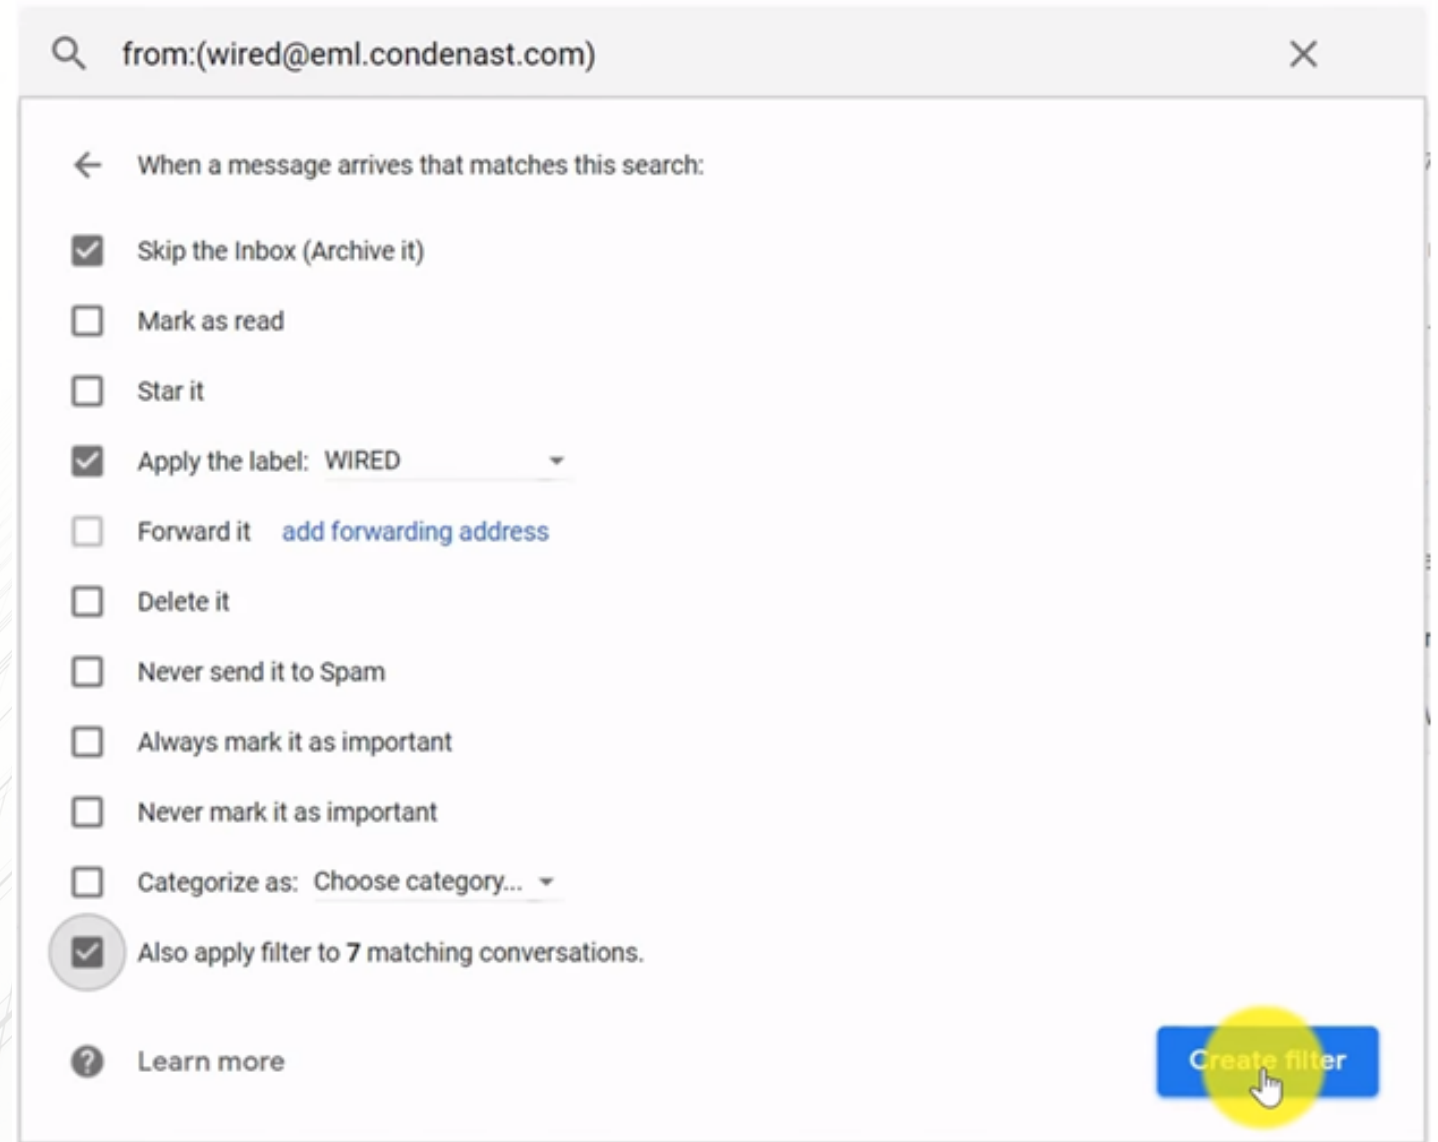 from:(wired@eml.condenast.com)
When a message arrives that matches this search:
Skip the Inbox (Archive it)
Mark as read
Star it
Apply the label: WIRED
Forward it add forwarding address
Delete it
Never send it to Spam
Always mark it as important
Never mark it as important
Categorize as: Choose category...
Also apply filter to 7 matching conversations.
Learn more
Create filter